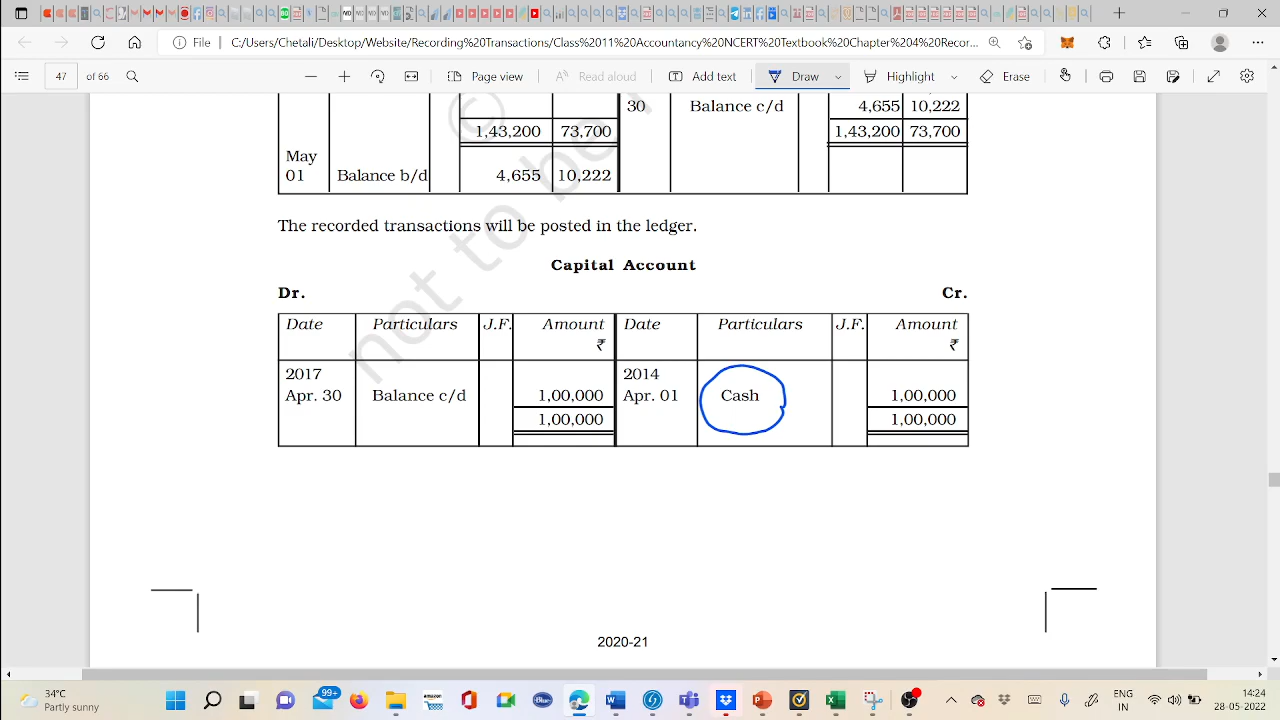 File C:/Users/Chetali/Desktop/Website/Recording%20Transactions/Class%2011%20Accountancy%20NCERT%20Textbook%20Chapter%204%20Recor...
47 of 66 Page view Read aloud Add text Draw Highlight Erase
30 Balance c/d 4,655 10,222
1,43,200 73,700 1,43,200 73,700
May
01 Balance b/d 4,655 10,222
The recorded transactions will be posted in the ledger.
Capital Account
Dr. Cr.
Date Particulars J.F. Amount Date Particulars J.F. Amount
₹ ₹
2017 2014
Apr. 30 Balance c/d 1,00,000 Apr. 01 Cash 1,00,000
1,00,000 1,00,000
not to be
©
2020-21
34°C
Partly sunny
99+
ENG
IN
14:24
28-05-2022